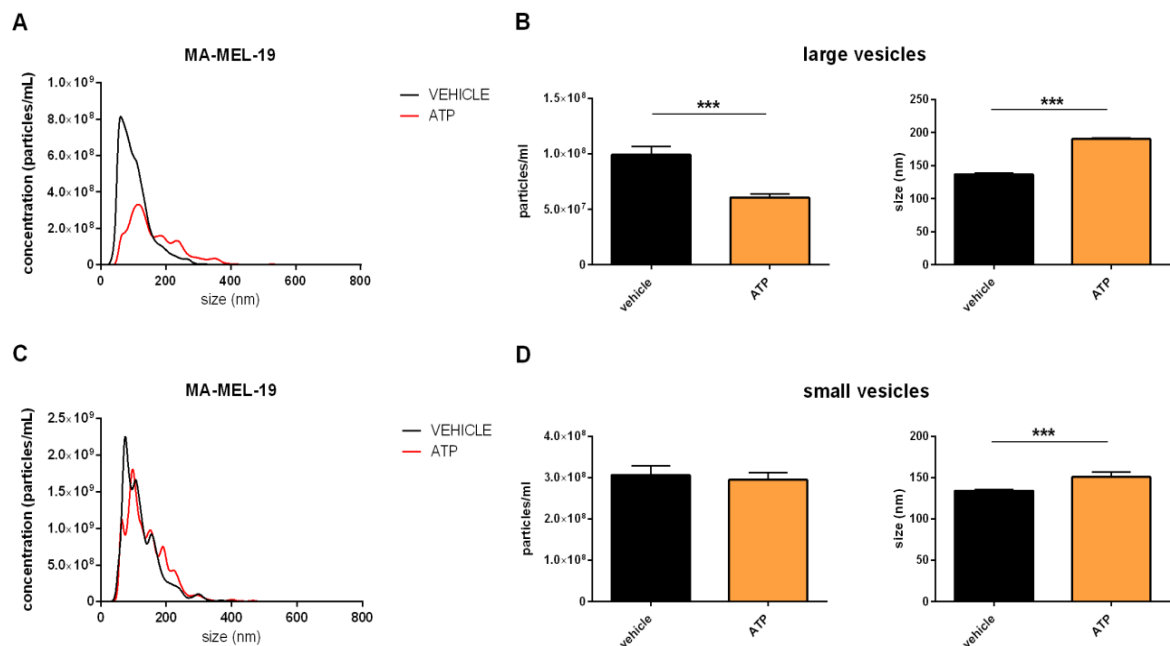 A
MA-MEL-19
concentration (particles/mL)
1.0×10⁹
8.0×10⁸
6.0×10⁸
4.0×10⁸
2.0×10⁸
0
0 200 400 600 800
size (nm)
VEHICLE
ATP
B
large vesicles
particles/ml
1.5×10⁸
1.0×10⁸
5.0×10⁷
0
***
vehicle
ATP
size (nm)
250
200
150
100
50
0
***
vehicle
ATP
C
MA-MEL-19
concentration (particles/mL)
2.5×10⁹
2.0×10⁹
1.5×10⁹
1.0×10⁹
5.0×10⁸
0
0 200 400 600 800
size (nm)
VEHICLE
ATP
D
small vesicles
particles/ml
4.0×10⁸
3.0×10⁸
2.0×10⁸
1.0×10⁸
0
vehicle
ATP
size (nm)
200
150
100
50
0
***
vehicle
ATP